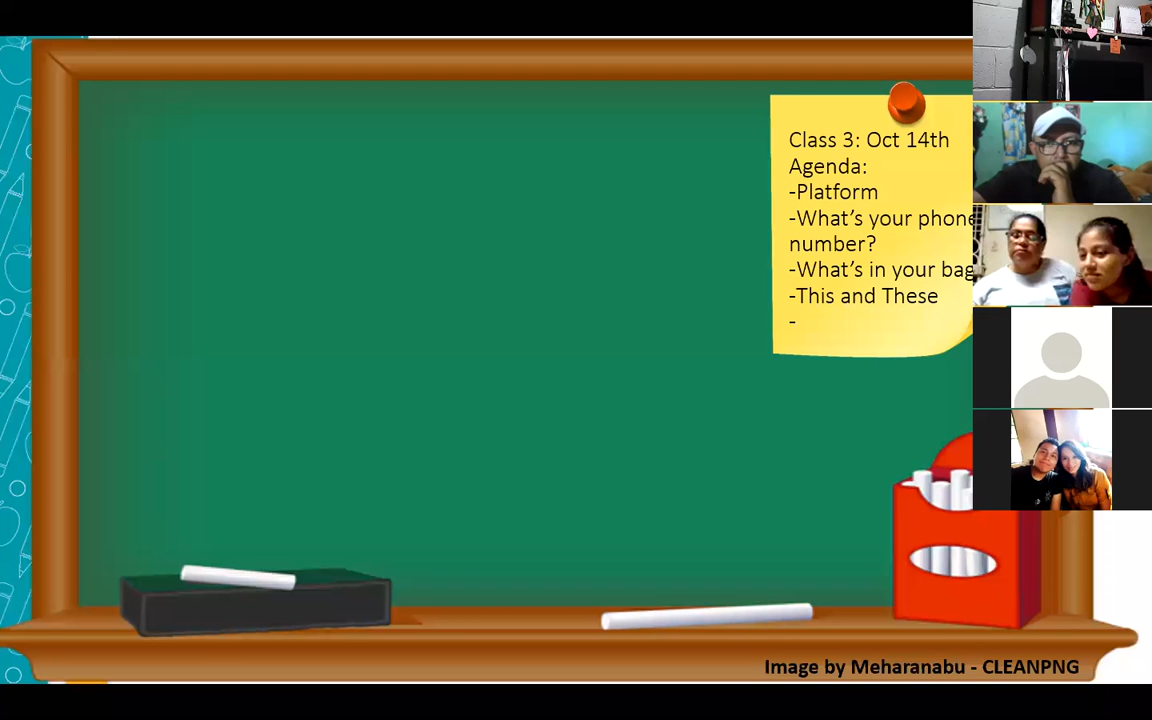 Class 3: Oct 14th
Agenda:
-Platform
-What's your phone
number?
-What's in your bag
-This and These
-
Image by Meharanabu - CLEANPNG